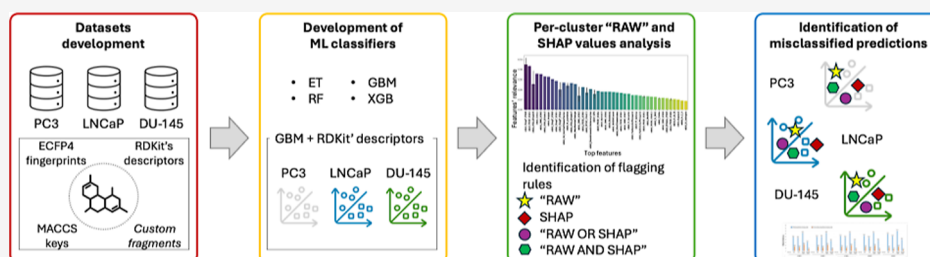 Datasets
development
PC3
LNCaP
DU-145
ECFP4
fingerprints
RDKit's
descriptors
MACCS
keys
Custom
fragments
Development of
ML classifiers
• ET
• GBM
• RF
• XGB
GBM + RDKit' descriptors
PC3
LNCaP
DU-145
Per-cluster “RAW” and
SHAP values analysis
Features' relevance
Top features
Identification of flagging
rules
“RAW”
SHAP
“RAW OR SHAP”
“RAW AND SHAP”
Identification of
misclassified predictions
PC3
LNCaP
DU-145